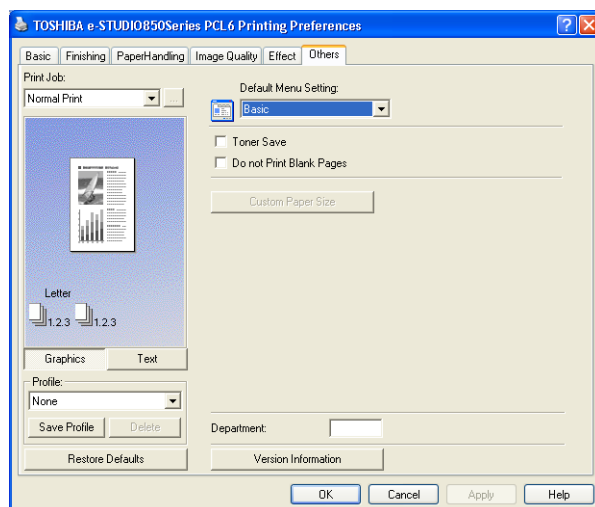 TOSHIBA e-STUDIO850Series PCL6 Printing Preferences
Basic Finishing PaperHandling Image Quality Effect Others
Print Job:
Normal Print
...
Default Menu Setting:
Basic
Toner Save
Do not Print Blank Pages
Custom Paper Size
Letter
1.2.3 1.2.3
Graphics Text
Profile:
None
Save Profile Delete
Restore Defaults
Department:
Version Information
OK Cancel Apply Help